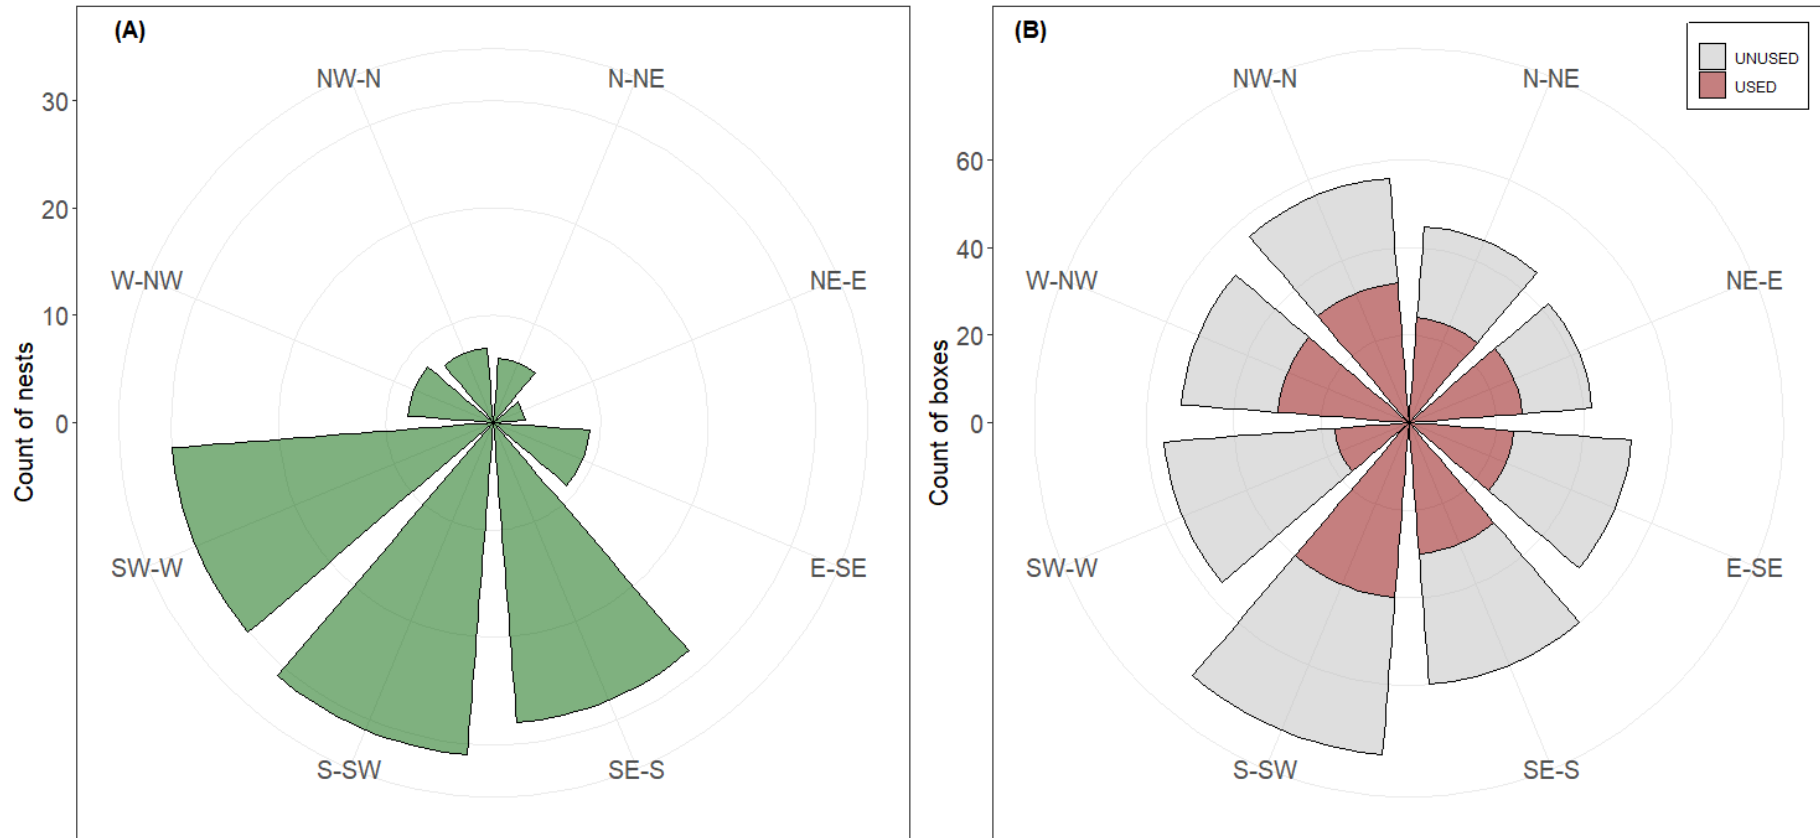 (A)
NW-N
N-NE
30
20
W-NW
NE-E
10
Count of nests
0
SW-W
E-SE
S-SW
SE-S
(B)
UNUSED
USED
NW-N
N-NE
60
40
W-NW
NE-E
20
Count of boxes
0
SW-W
E-SE
S-SW
SE-S